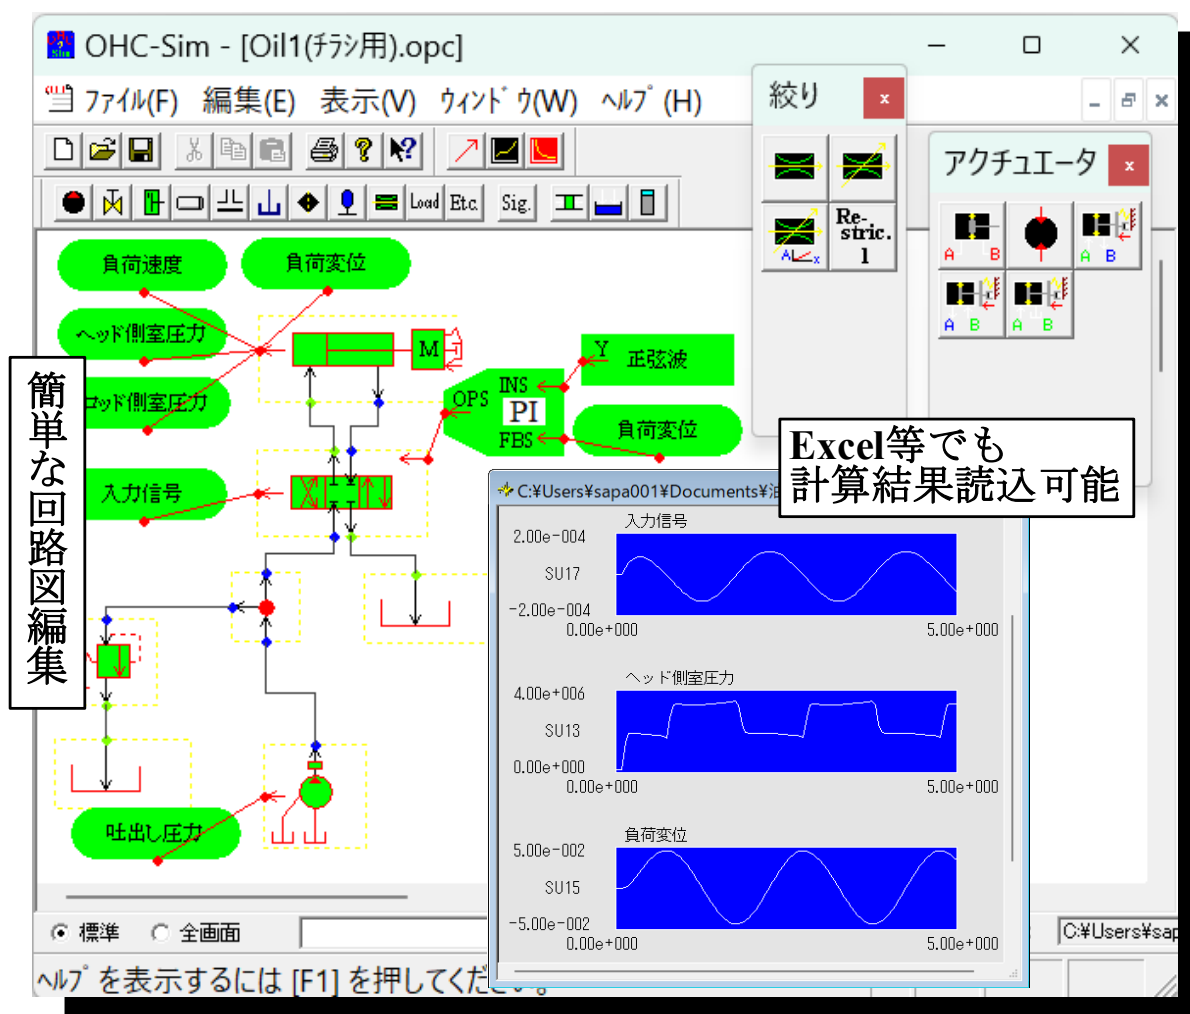 OHC-Sim - [Oil1(ﾁﾗｼ用).opc]
ﾌｧｲﾙ(F) 編集(E) 表示(V) ｳｨﾝﾄﾞｳ(W) ﾍﾙﾌﾟ(H)
Load Etc. Sig.
絞り x
A x
Re-
stric.
1
アクチュエータ x
A B
A B
A B
A B
負荷速度
負荷変位
ヘッド側室圧力
ロッド側室圧力
入力信号
吐出し圧力
M
Y 正弦波
OPS INS
PI
FBS
負荷変位
簡単な回路図編集
Excel等でも
計算結果読込可能
C:¥Users¥sapa001¥Documents¥
入力信号
2.00e-004
SU17
-2.00e-004
0.00e+000 5.00e+000
ヘッド側室圧力
4.00e+006
SU13
0.00e+000
0.00e+000 5.00e+000
負荷変位
5.00e-002
SU15
-5.00e-002
0.00e+000 5.00e+000
標準 全画面
C:¥Users¥sap
ﾍﾙﾌﾟを表示するには [F1] を押してください。